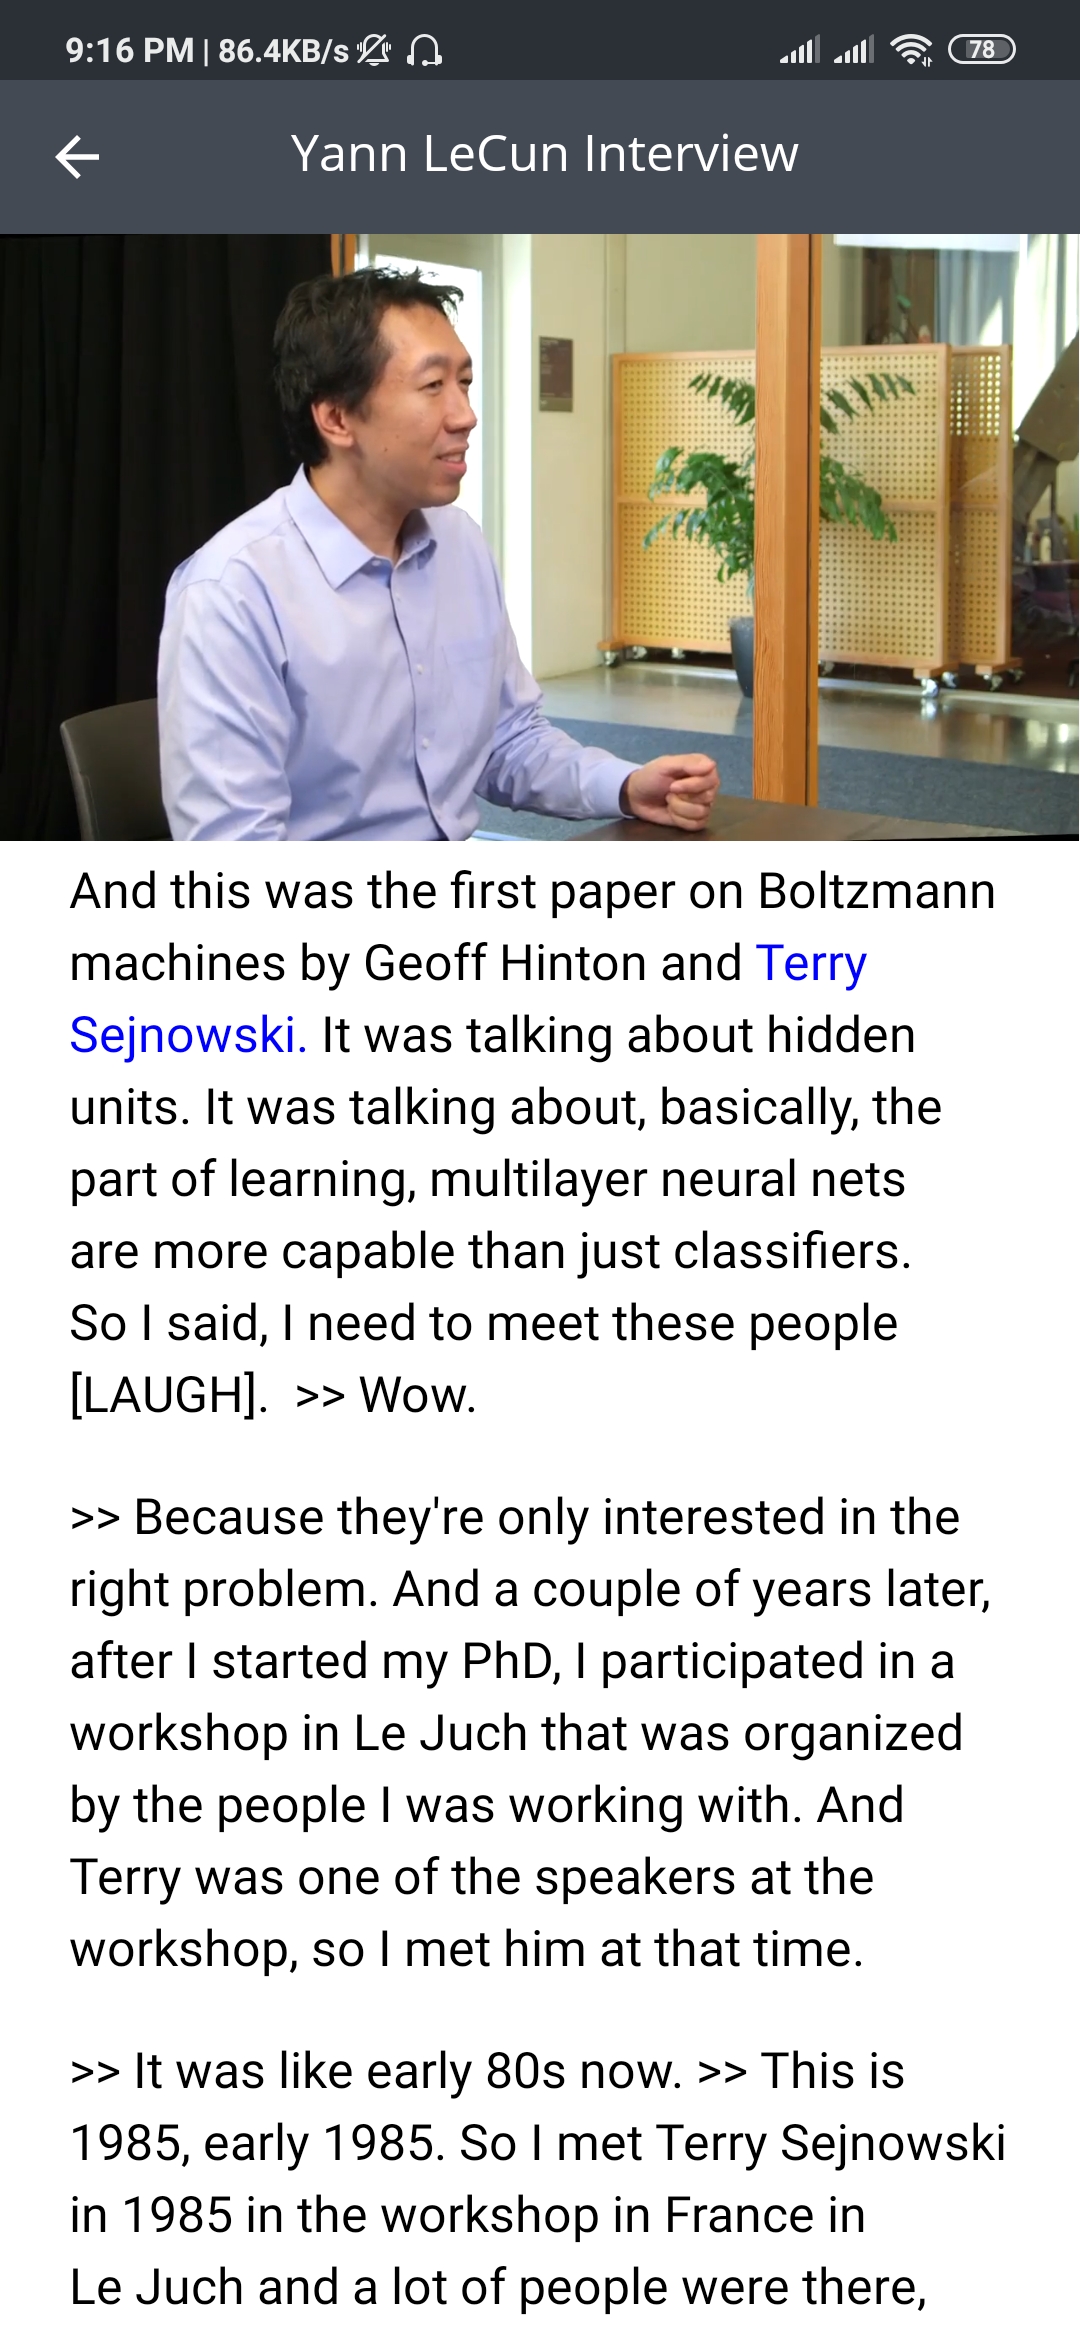 9:16 PM | 86.4KB/s
78
Yann LeCun Interview
And this was the first paper on Boltzmann
machines by Geoff Hinton and Terry
Sejnowski. It was talking about hidden
units. It was talking about, basically, the
part of learning, multilayer neural nets
are more capable than just classifiers.
So I said, I need to meet these people
[LAUGH].  >> Wow.
>> Because they're only interested in the
right problem. And a couple of years later,
after I started my PhD, I participated in a
workshop in Le Juch that was organized
by the people I was working with. And
Terry was one of the speakers at the
workshop, so I met him at that time.
>> It was like early 80s now. >> This is
1985, early 1985. So I met Terry Sejnowski
in 1985 in the workshop in France in
Le Juch and a lot of people were there,